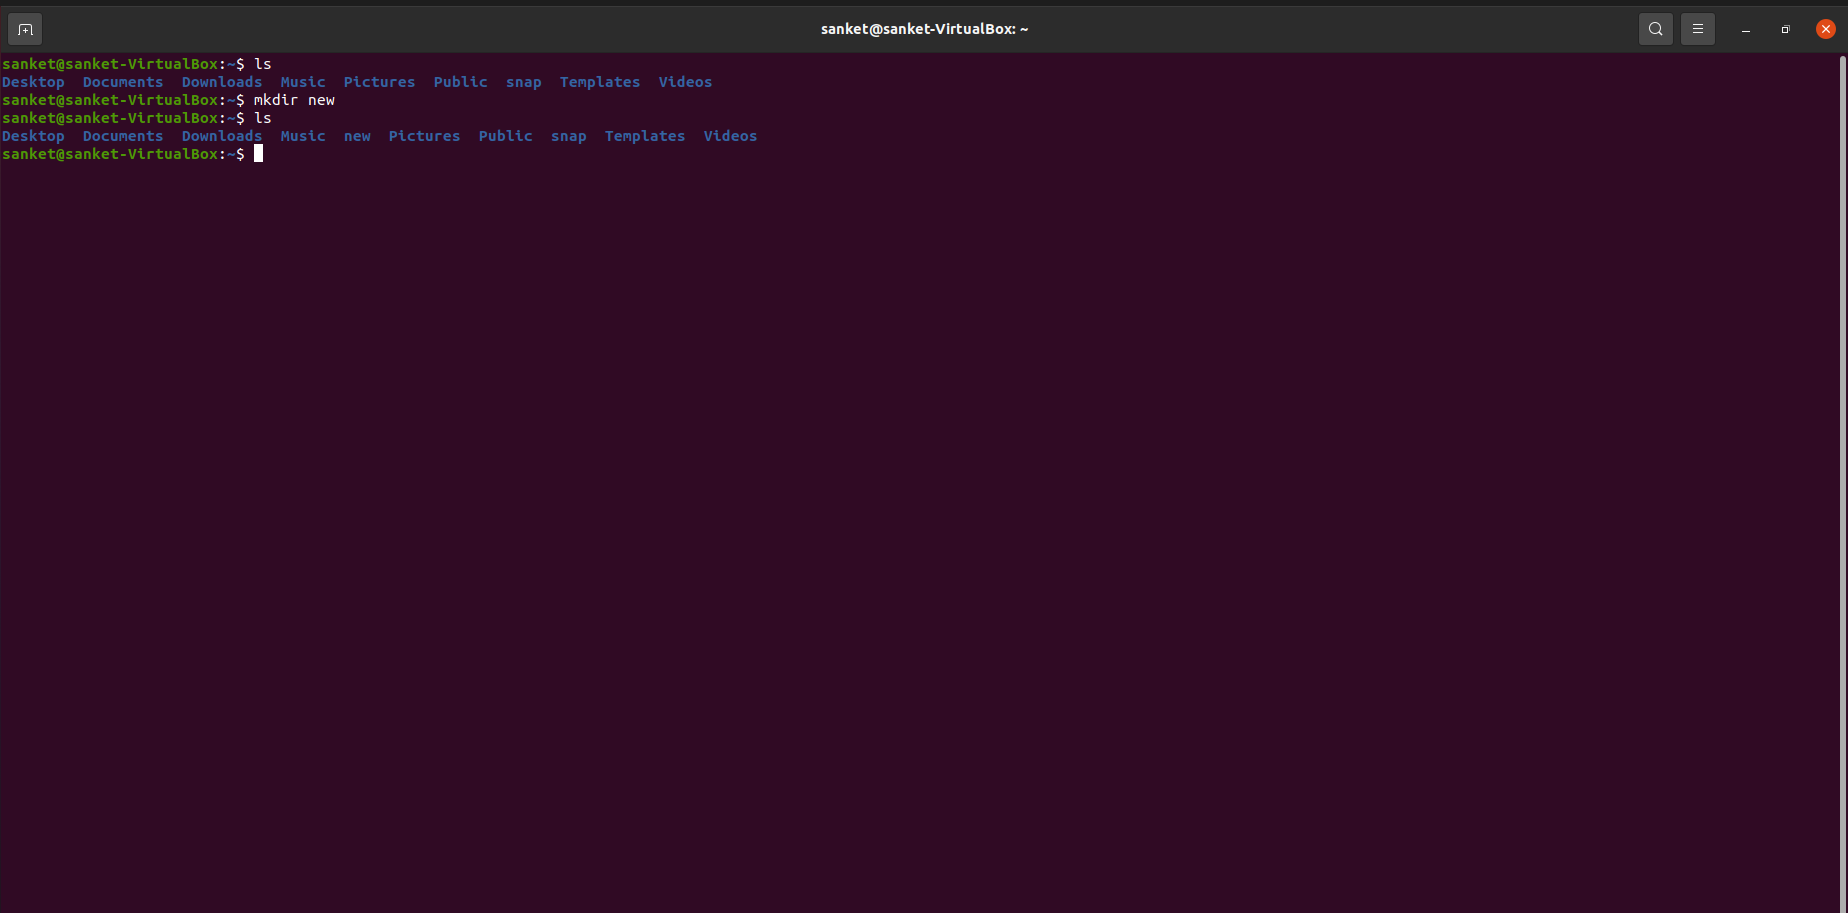 sanket@sanket-VirtualBox: ~
sanket@sanket-VirtualBox:~$ ls
Desktop  Documents  Downloads  Music  Pictures  Public  snap  Templates  Videos
sanket@sanket-VirtualBox:~$ mkdir new
sanket@sanket-VirtualBox:~$ ls
Desktop  Documents  Downloads  Music  new  Pictures  Public  snap  Templates  Videos
sanket@sanket-VirtualBox:~$